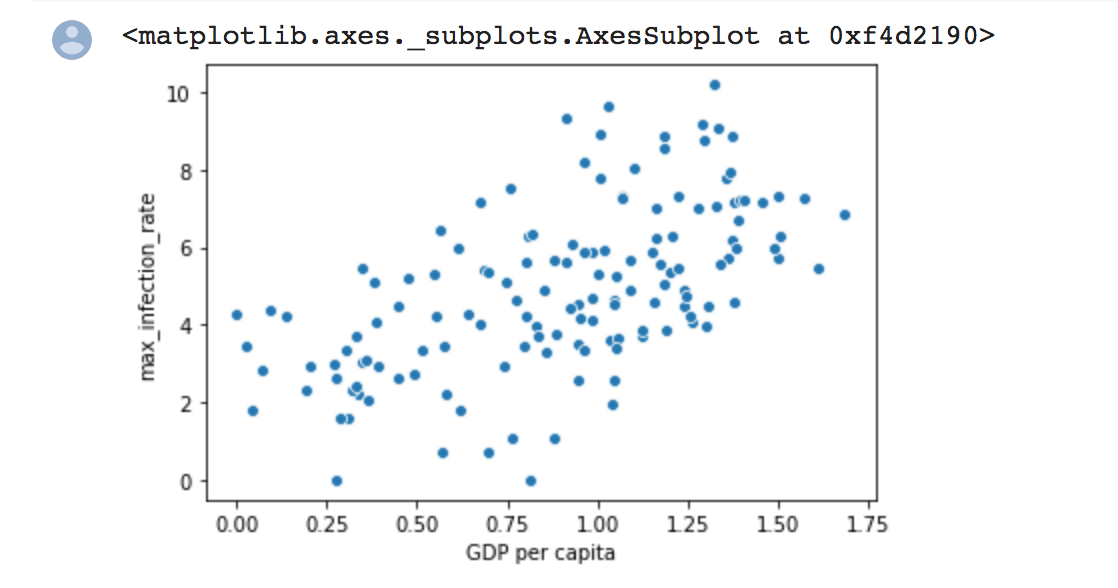 <matplotlib.axes._subplots.AxesSubplot at 0xf4d2190>
10
8
6
4
2
0
max_infection_rate
0.00 0.25 0.50 0.75 1.00 1.25 1.50 1.75
GDP per capita